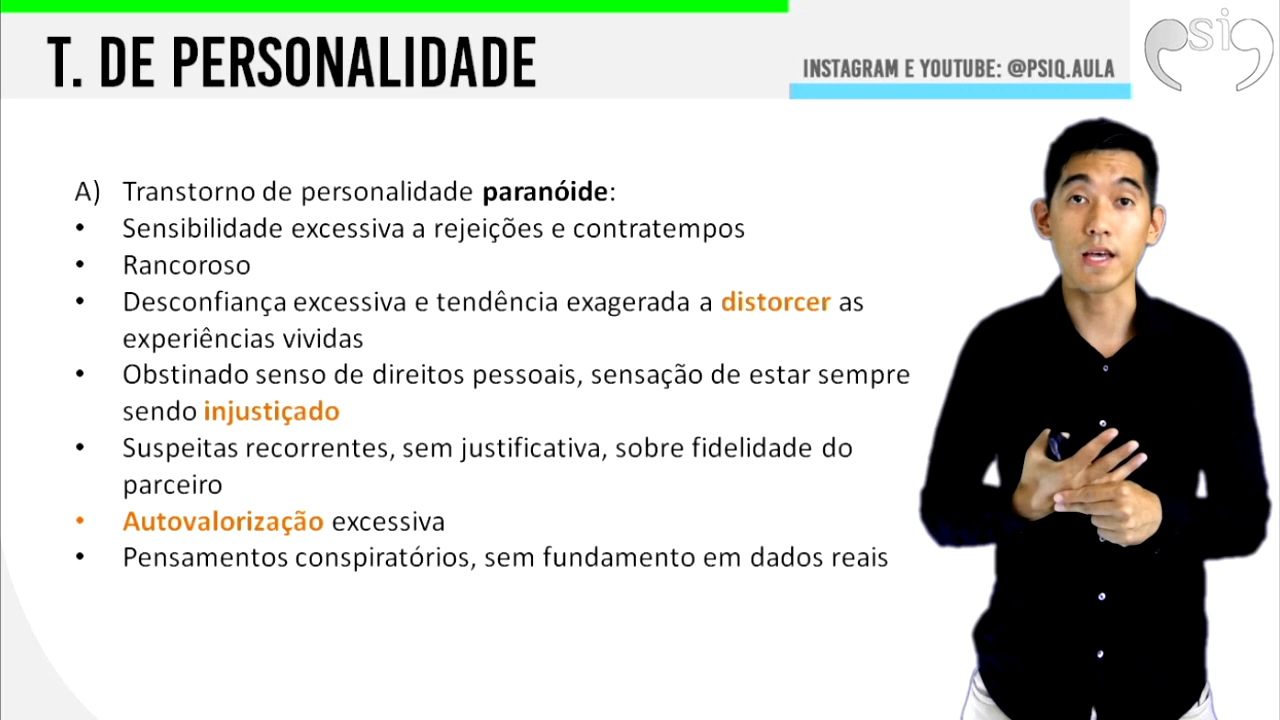 T. DE PERSONALIDADE
INSTAGRAM E YOUTUBE: @PSIQ.AULA
psi
A) Transtorno de personalidade paranóide:
• Sensibilidade excessiva a rejeições e contratempos
• Rancoroso
• Desconfiança excessiva e tendência exagerada a distorcer as
experiências vividas
• Obstinado senso de direitos pessoais, sensação de estar sempre
sendo injustiçado
• Suspeitas recorrentes, sem justificativa, sobre fidelidade do
parceiro
• Autovalorização excessiva
• Pensamentos conspiratórios, sem fundamento em dados reais